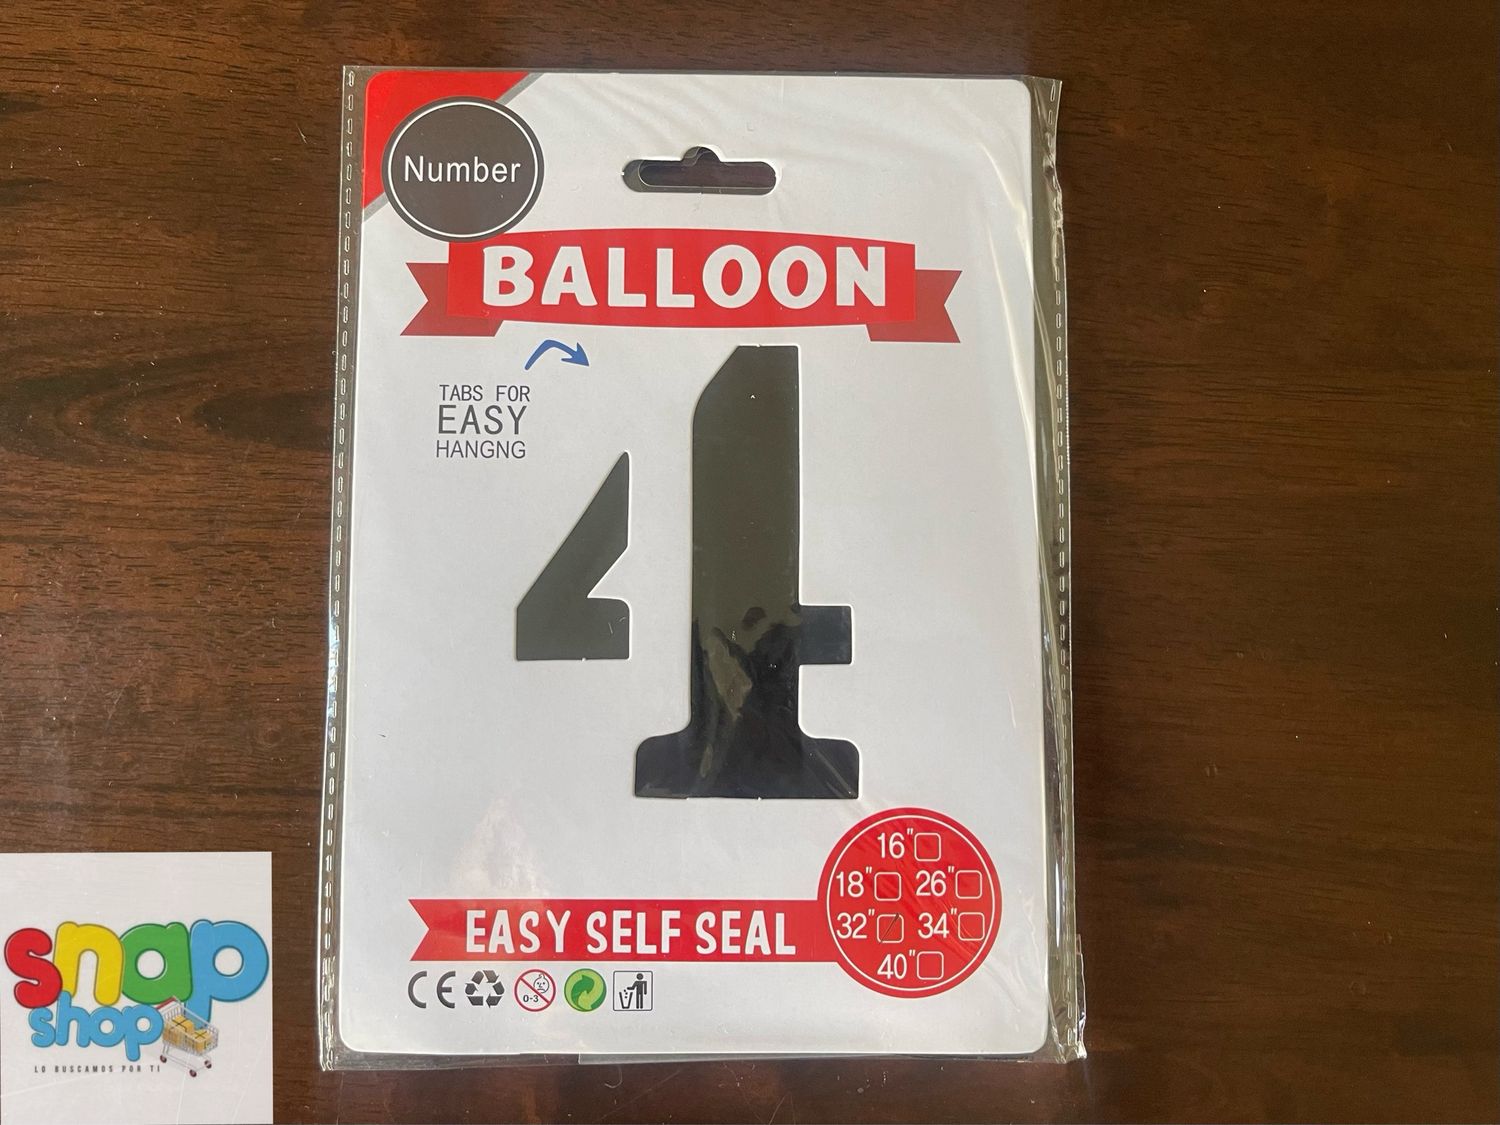 Number
BALLOON
TABS FOR
EASY
HANGNG
4
16"
18" 26"
32" 34"
40"
EASY SELF SEAL
CE
0-3
snap
shop
LO BUSCAMOS POR TI